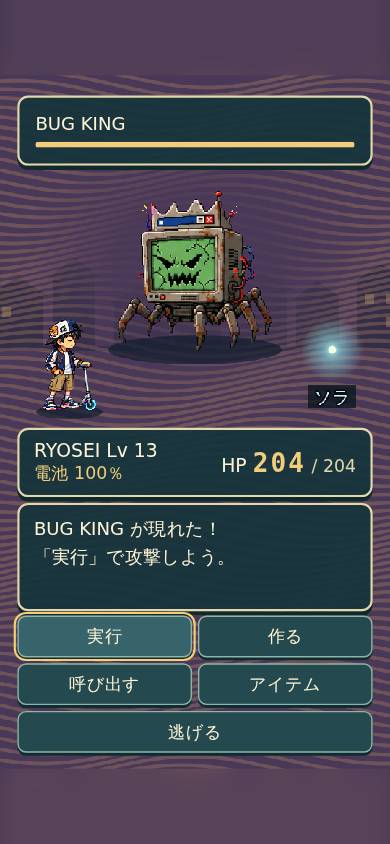 BUG KING
ソラ
RYOSEI Lv 13
電池 100%
HP 204 / 204
BUG KING が現れた！
「実行」で攻撃しよう。
実行
作る
呼び出す
アイテム
逃げる